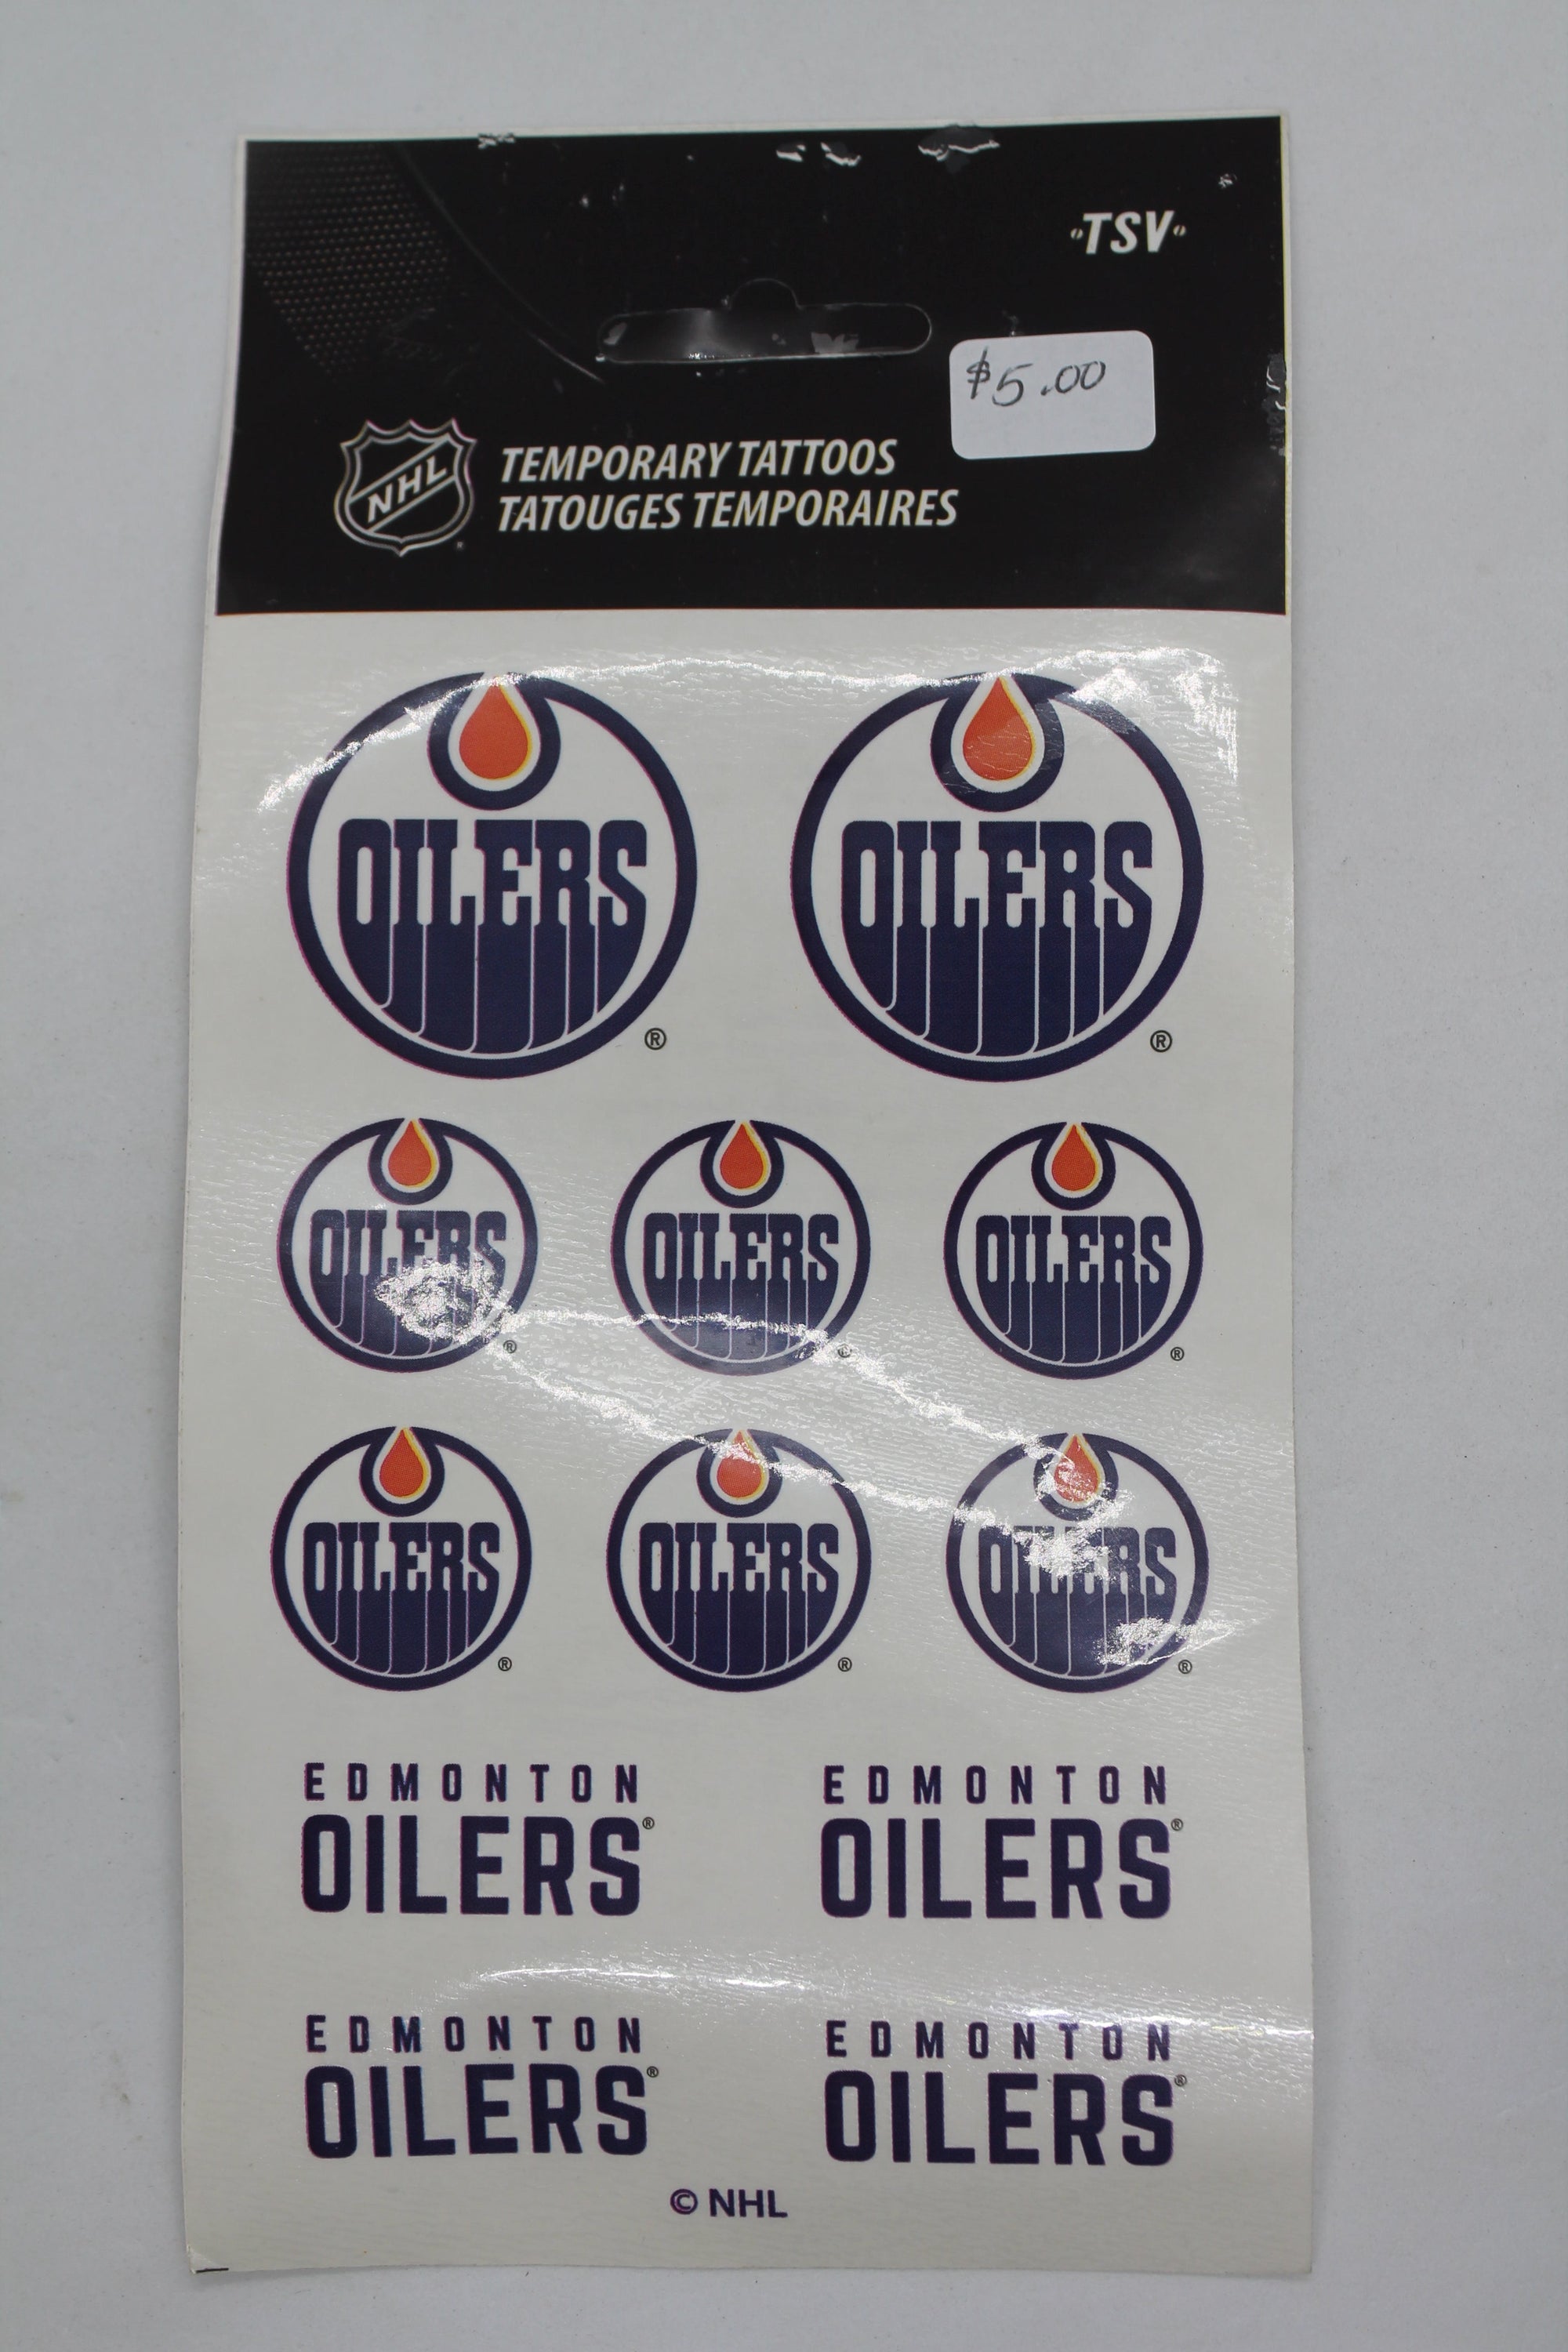 ·TSV·
$5.00
NHL
TEMPORARY TATTOOS
TATOUGES TEMPORAIRES
OILERS ® OILERS ®
OILERS ® OILERS ® OILERS ®
OILERS ® OILERS ® OILERS ®
EDMONTON EDMONTON
OILERS® OILERS®
EDMONTON EDMONTON
OILERS® OILERS®
© NHL